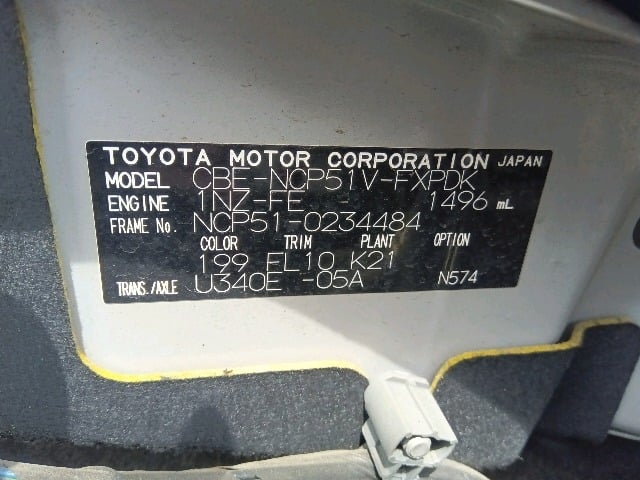 TOYOTA MOTOR CORPORATION JAPAN
MODEL CBE-NCP51V-FXPDK
ENGINE 1NZ-FE 1496 mL
FRAME No. NCP51-0234484
COLOR TRIM PLANT OPTION
199 FL10 K21
TRANS./AXLE U340E -05A N574